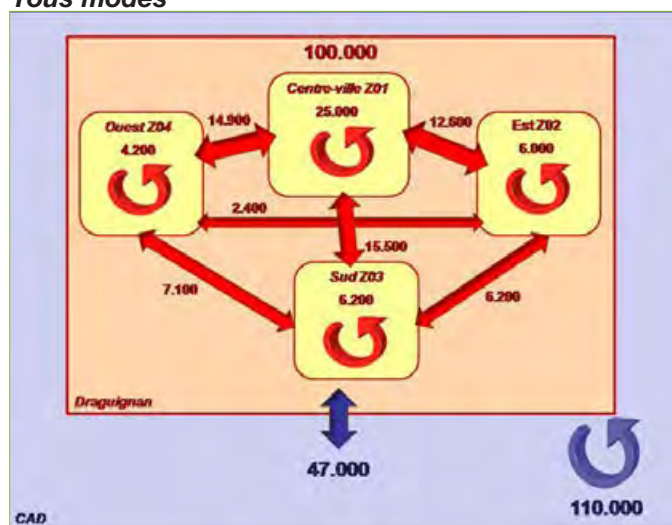 Tous modes
100.000
Centre-ville Z01
25.000
Ouest Z04
4.200
14.900
12.600
Est Z02
6.000
2.400
15.500
Sud Z03
6.200
7.100
6.200
Draguignan
47.000
110.000
CAD